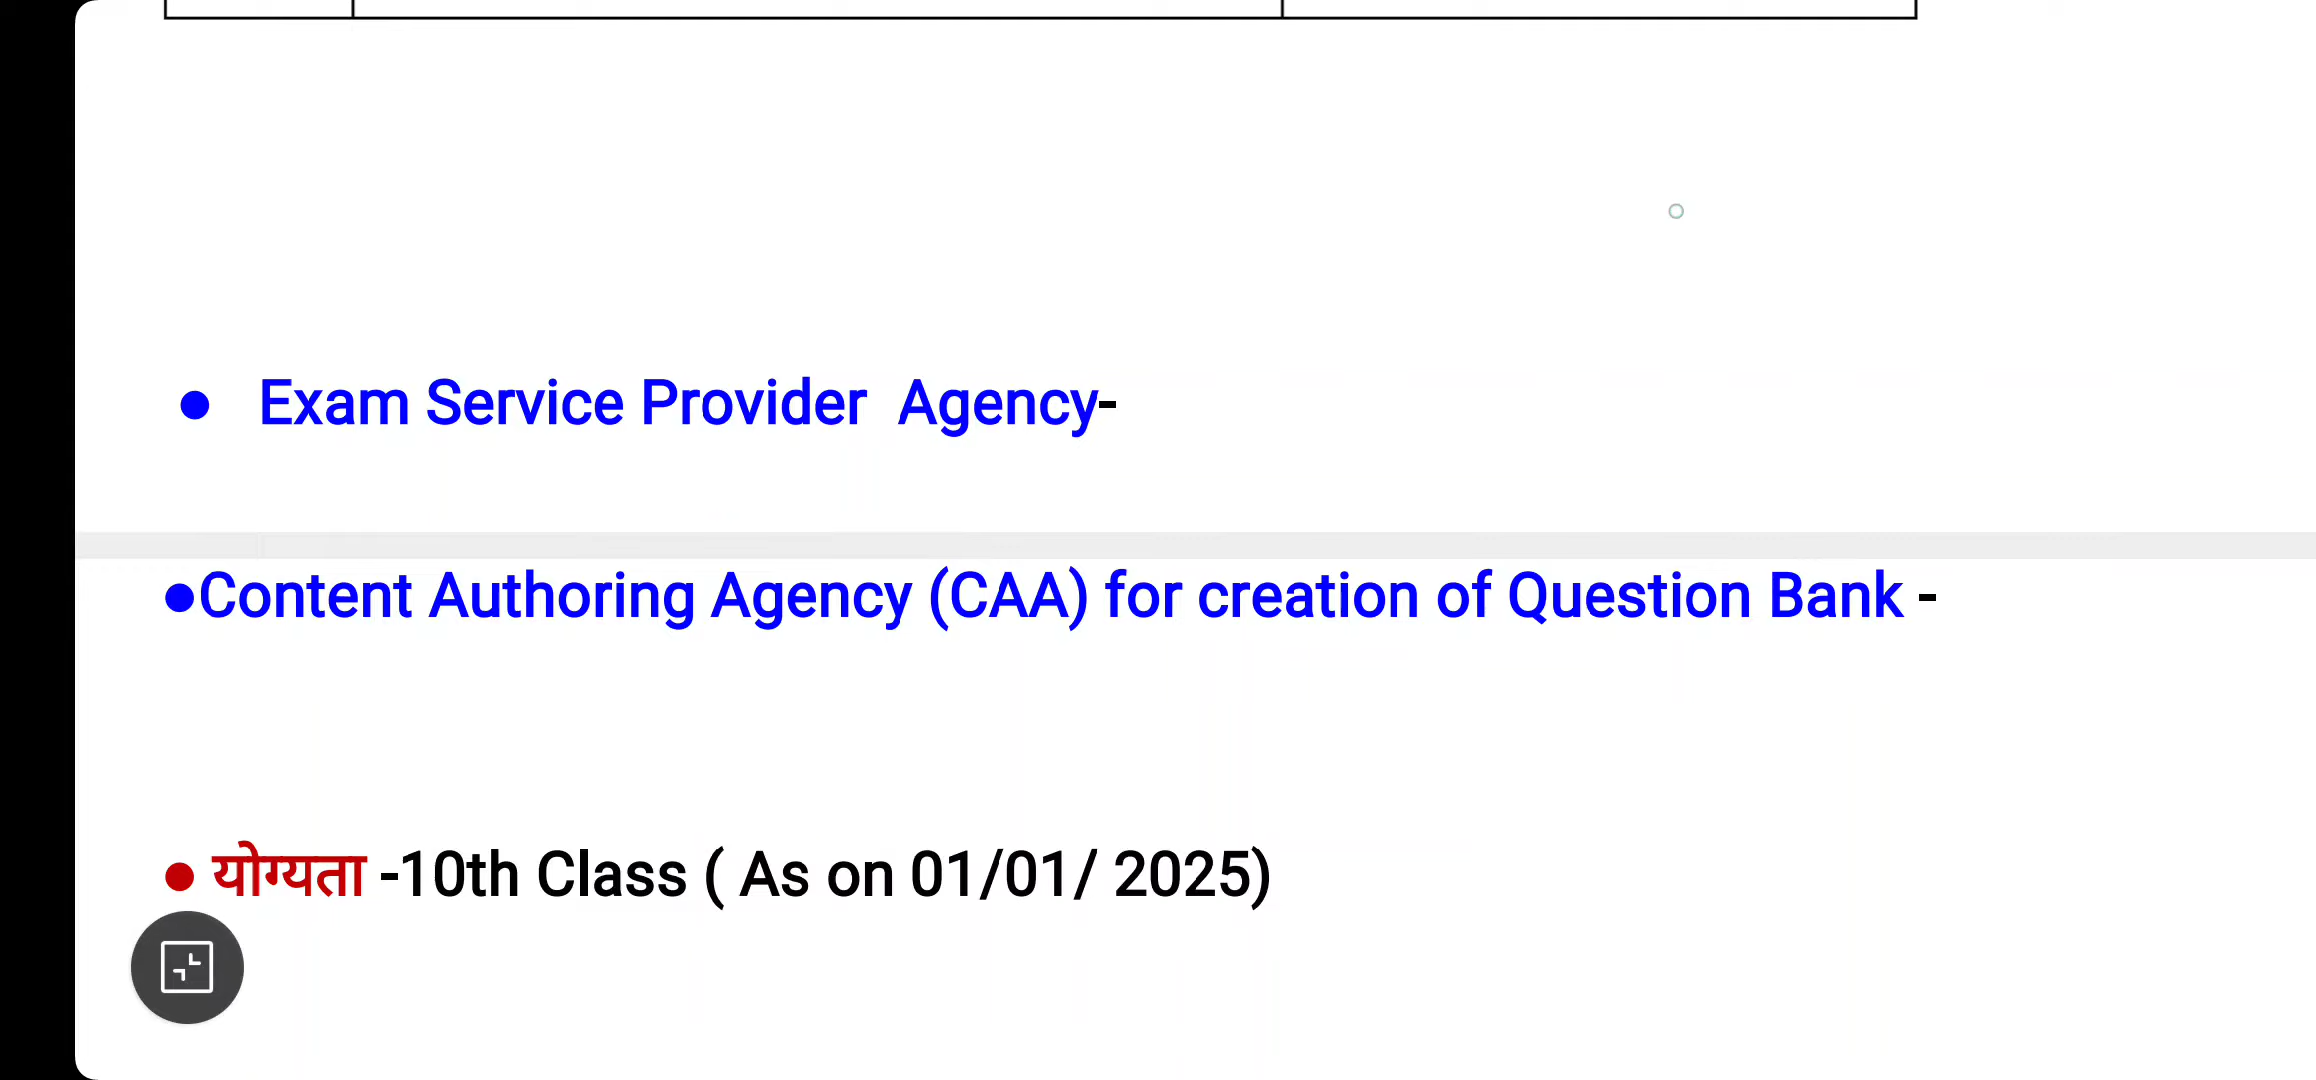 ● Exam Service Provider  Agency-
●Content Authoring Agency (CAA) for creation of Question Bank -
● योग्यता -10th Class ( As on 01/01/ 2025)